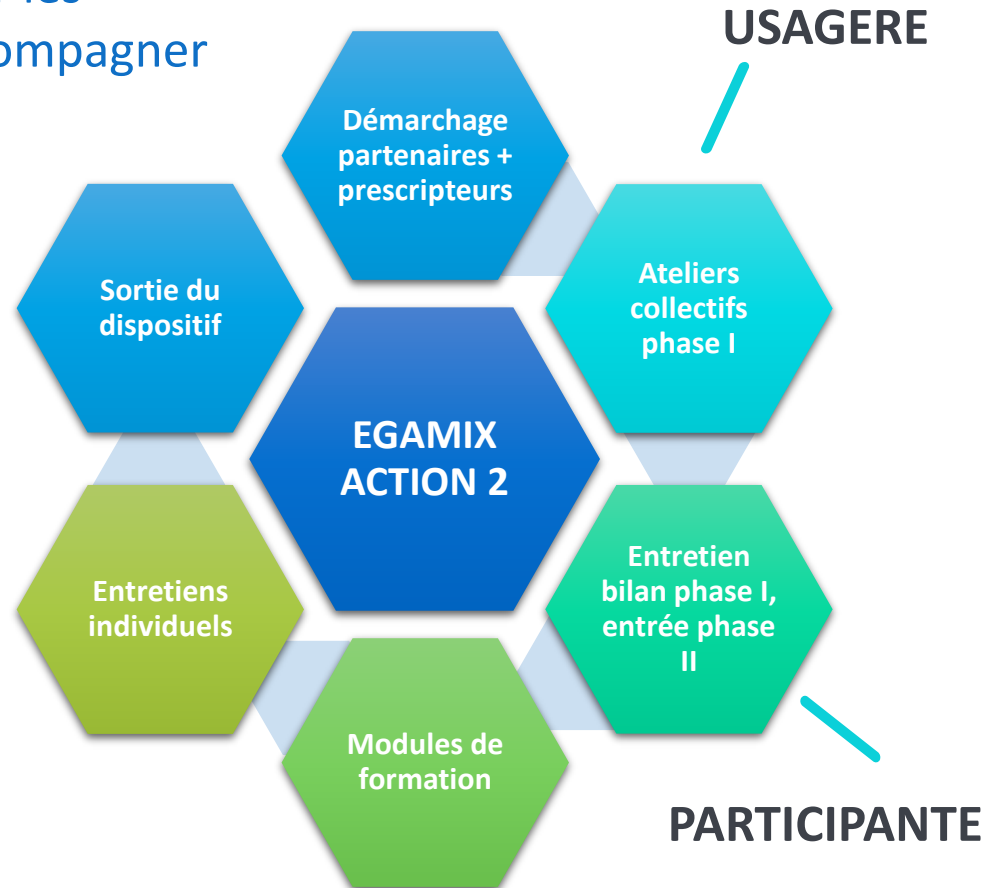 les
ompagner
USAGERE
Démarchage
partenaires +
prescripteurs
Ateliers
collectifs
phase I
Sortie du
dispositif
EGAMIX
ACTION 2
Entretien
bilan phase I,
entrée phase
II
Entretiens
individuels
Modules de
formation
PARTICIPANTE